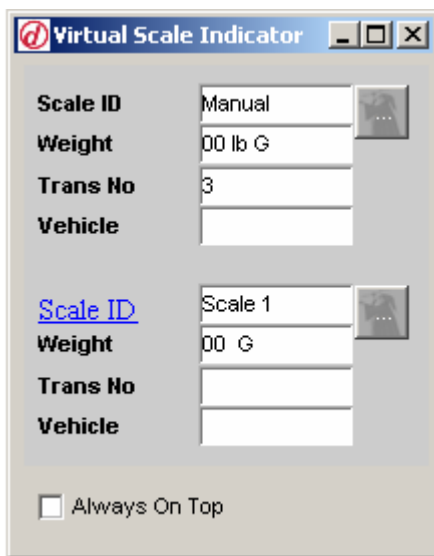 Virtual Scale Indicator
Scale ID Manual
Weight 00 lb G
Trans No 3
Vehicle
Scale ID Scale 1
Weight 00 G
Trans No
Vehicle
Always On Top